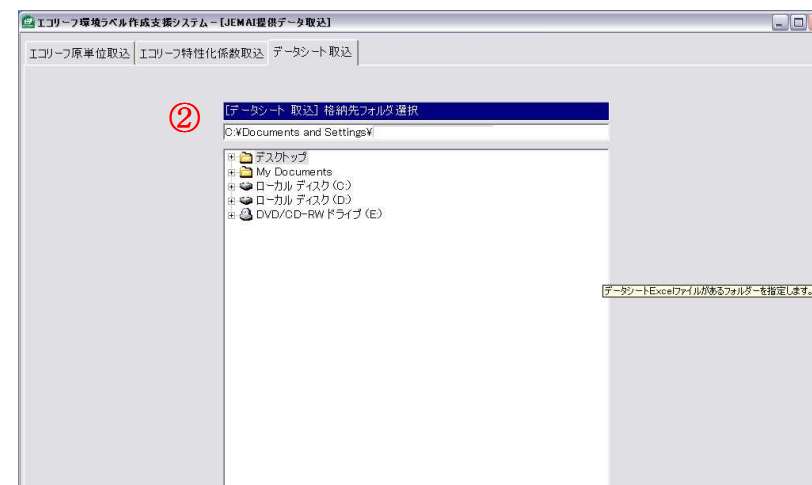 エコリーフ環境ラベル作成支援システム - [JEMAI提供データ取込]
エコリーフ原単位取込 エコリーフ特性化係数取込 データシート取込
②
[データシート 取込] 格納先フォルダ選択
C:¥Documents and Settings¥
デスクトップ
My Documents
ローカル ディスク (C:)
ローカル ディスク (D:)
DVD/CD-RW ドライブ (E:)
データシートExcelファイルがあるフォルダーを指定します。